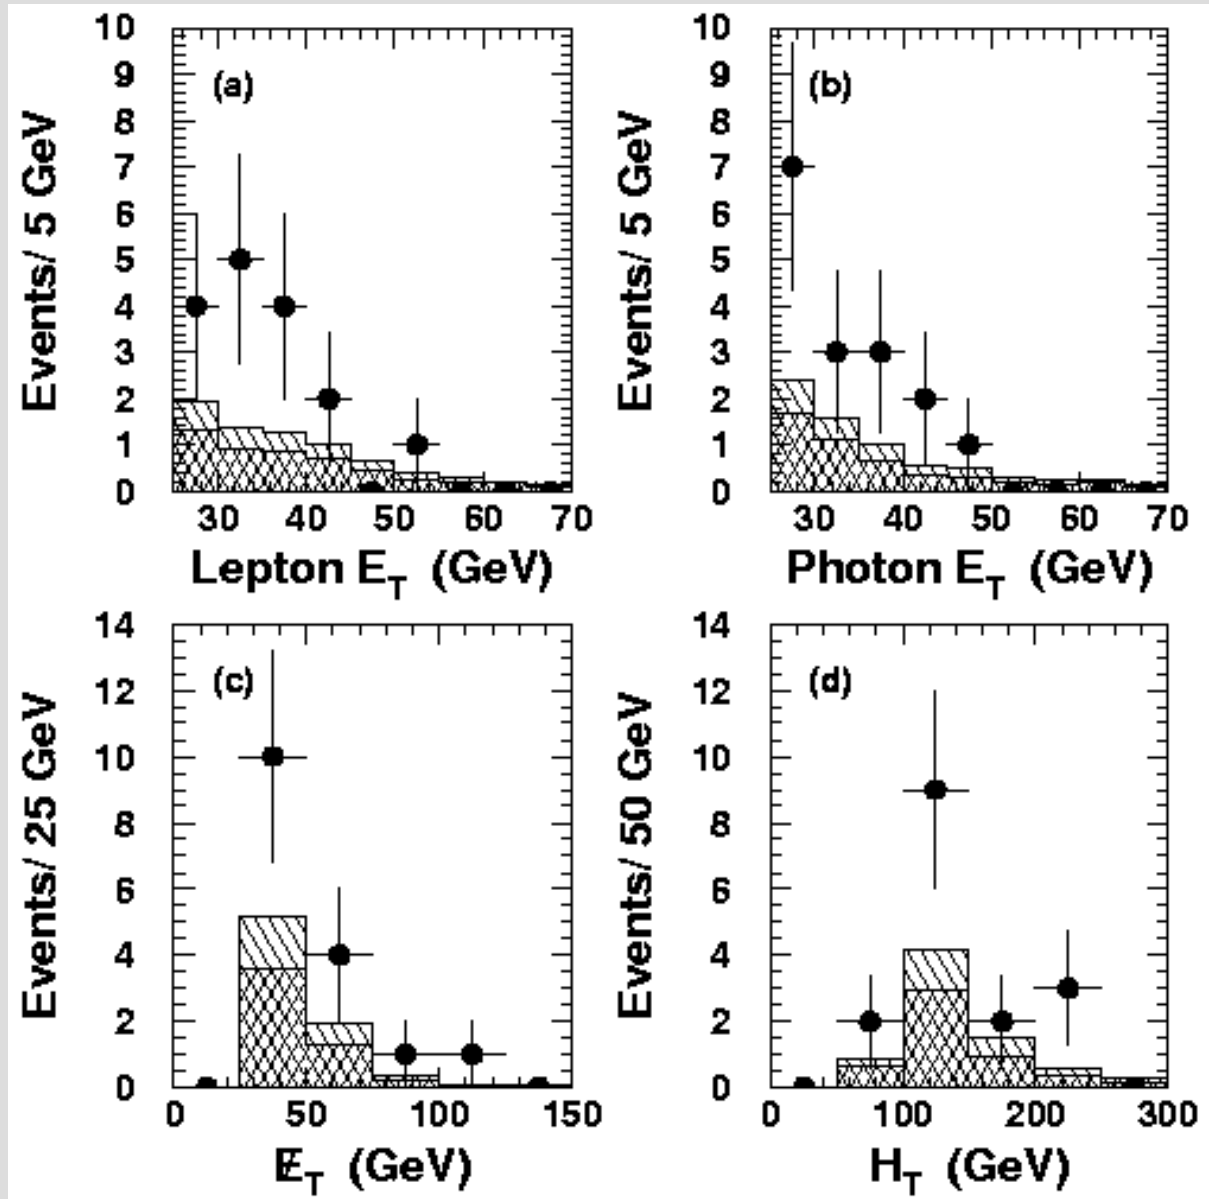 10
9
8
7
6
5
4
3
2
1
0
Events/ 5 GeV
(a)
30 40 50 60 70
Lepton E_T (GeV)
10
9
8
7
6
5
4
3
2
1
0
Events/ 5 GeV
(b)
30 40 50 60 70
Photon E_T (GeV)
14
12
10
8
6
4
2
0
Events/ 25 GeV
(c)
0 50 100 150
E̸_T (GeV)
14
12
10
8
6
4
2
0
Events/ 50 GeV
(d)
0 100 200 300
H_T (GeV)